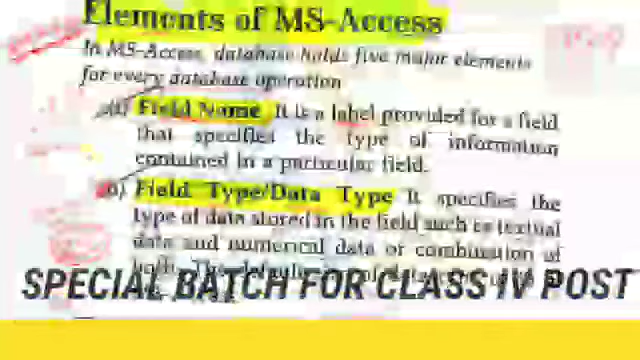 Elements of MS-Access
In MS-Access, database holds five major elements
for every database operation
(i) Field Name It is a label provided for a field
that specifies the type of information
contained in a particular field.
(ii) Field Type/Data Type It specifies the
type of data stored in the field such as textual
data and numerical data or combination of
both. The default
SPECIAL BATCH FOR CLASS IV POST